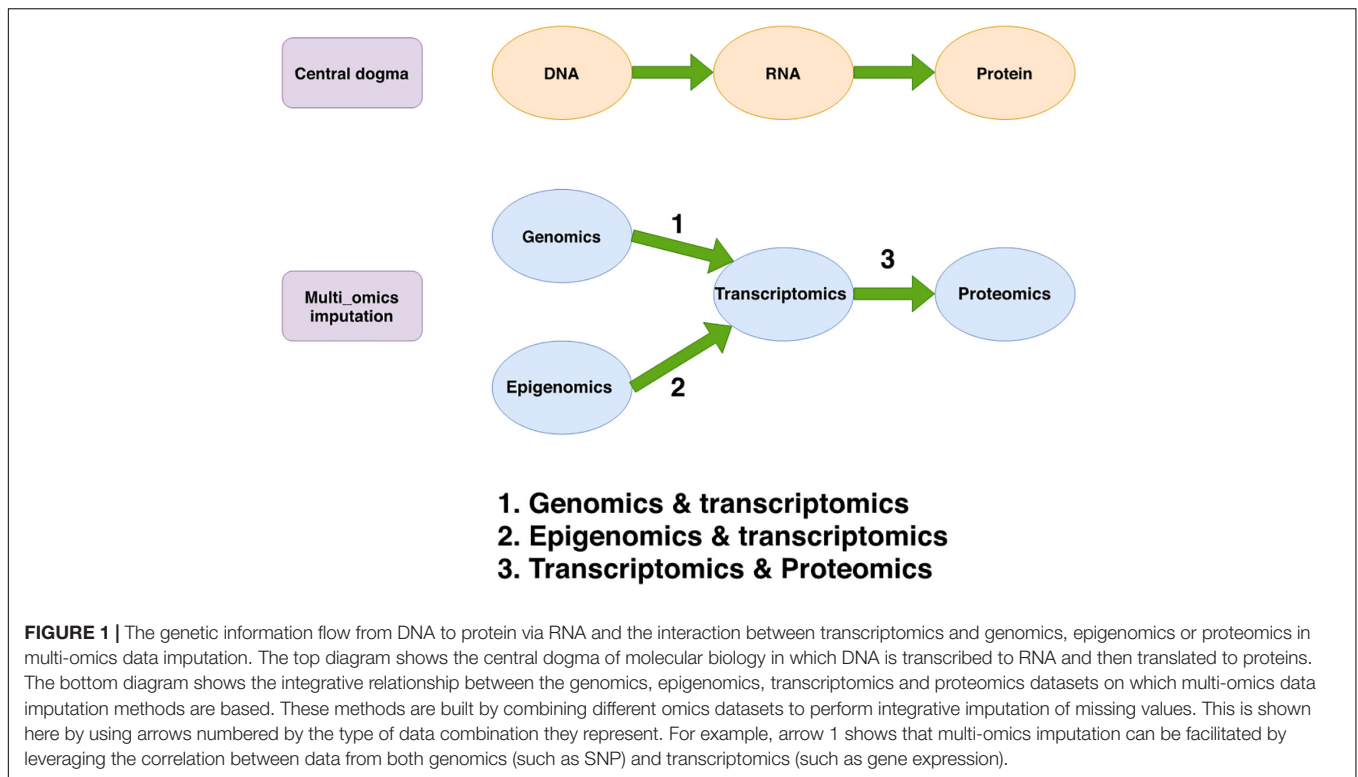 Central dogma
DNA
RNA
Protein
Genomics
1
Multi_omics
imputation
Transcriptomics
3
Proteomics
Epigenomics
2
1. Genomics & transcriptomics
2. Epigenomics & transcriptomics
3. Transcriptomics & Proteomics
FIGURE 1 | The genetic information flow from DNA to protein via RNA and the interaction between transcriptomics and genomics, epigenomics or proteomics in
multi-omics data imputation. The top diagram shows the central dogma of molecular biology in which DNA is transcribed to RNA and then translated to proteins.
The bottom diagram shows the integrative relationship between the genomics, epigenomics, transcriptomics and proteomics datasets on which multi-omics data
imputation methods are based. These methods are built by combining different omics datasets to perform integrative imputation of missing values. This is shown
here by using arrows numbered by the type of data combination they represent. For example, arrow 1 shows that multi-omics imputation can be facilitated by
leveraging the correlation between data from both genomics (such as SNP) and transcriptomics (such as gene expression).